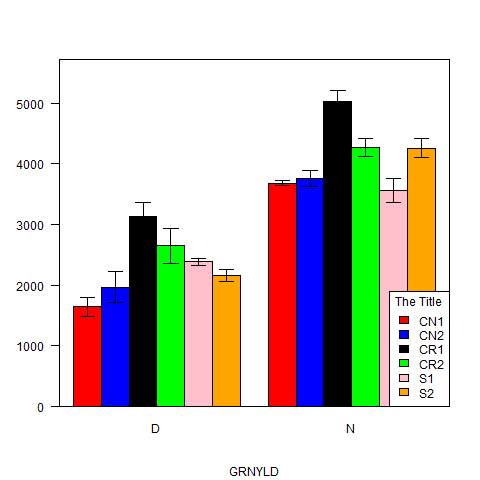 5000
4000
3000
2000
1000
0
D
N
GRNYLD
The Title
CN1
CN2
CR1
CR2
S1
S2